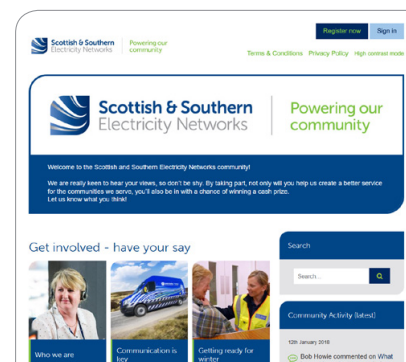 Register now
Sign in
Scottish & Southern
Electricity Networks
Powering our
community
Terms & Conditions Privacy Policy High contrast mode
Scottish & Southern
Electricity Networks
Powering our
community
Welcome to the Scottish and Southern Electricity Networks community!
We are really keen to hear your views, so don't be shy. By taking part, not only will you help us create a better service
for the communities we serve, you'll also be in with a chance of winning a cash prize.
Let us know what you think!
Get involved - have your say
Who we are
Communication is
key
Getting ready for
winter
Search
Search...
Community Activity (latest)
12th January 2018
Bob Howie commented on What